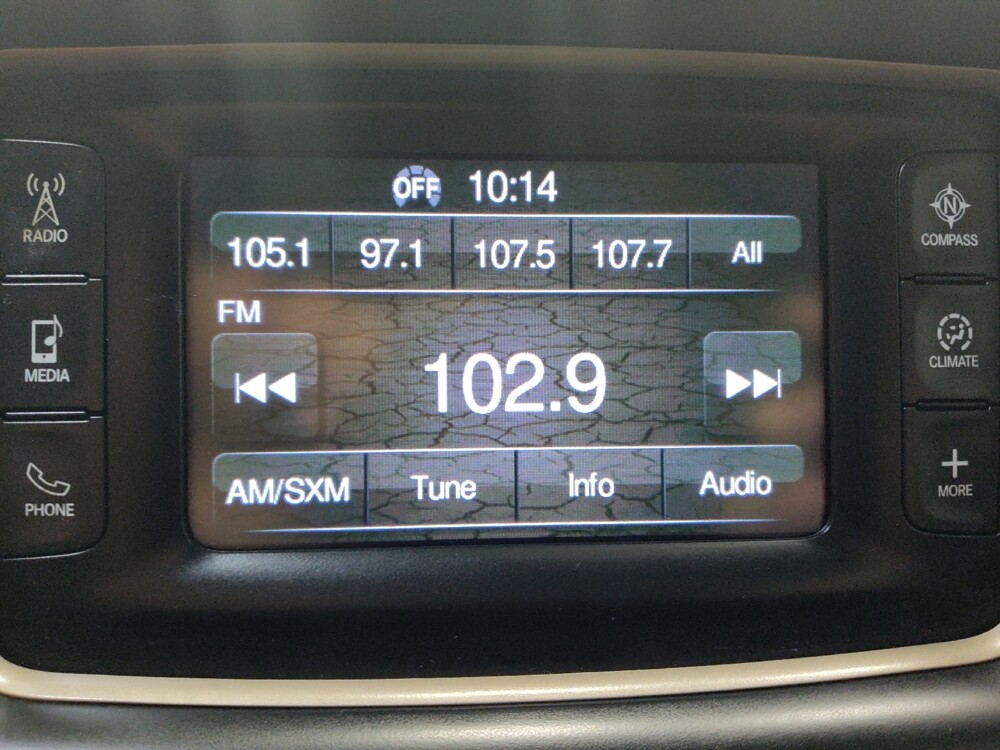 OFF 10:14
105.1 97.1 107.5 107.7 All
FM
102.9
AM/SXM Tune Info Audio
RADIO
MEDIA
PHONE
N
COMPASS
CLIMATE
MORE